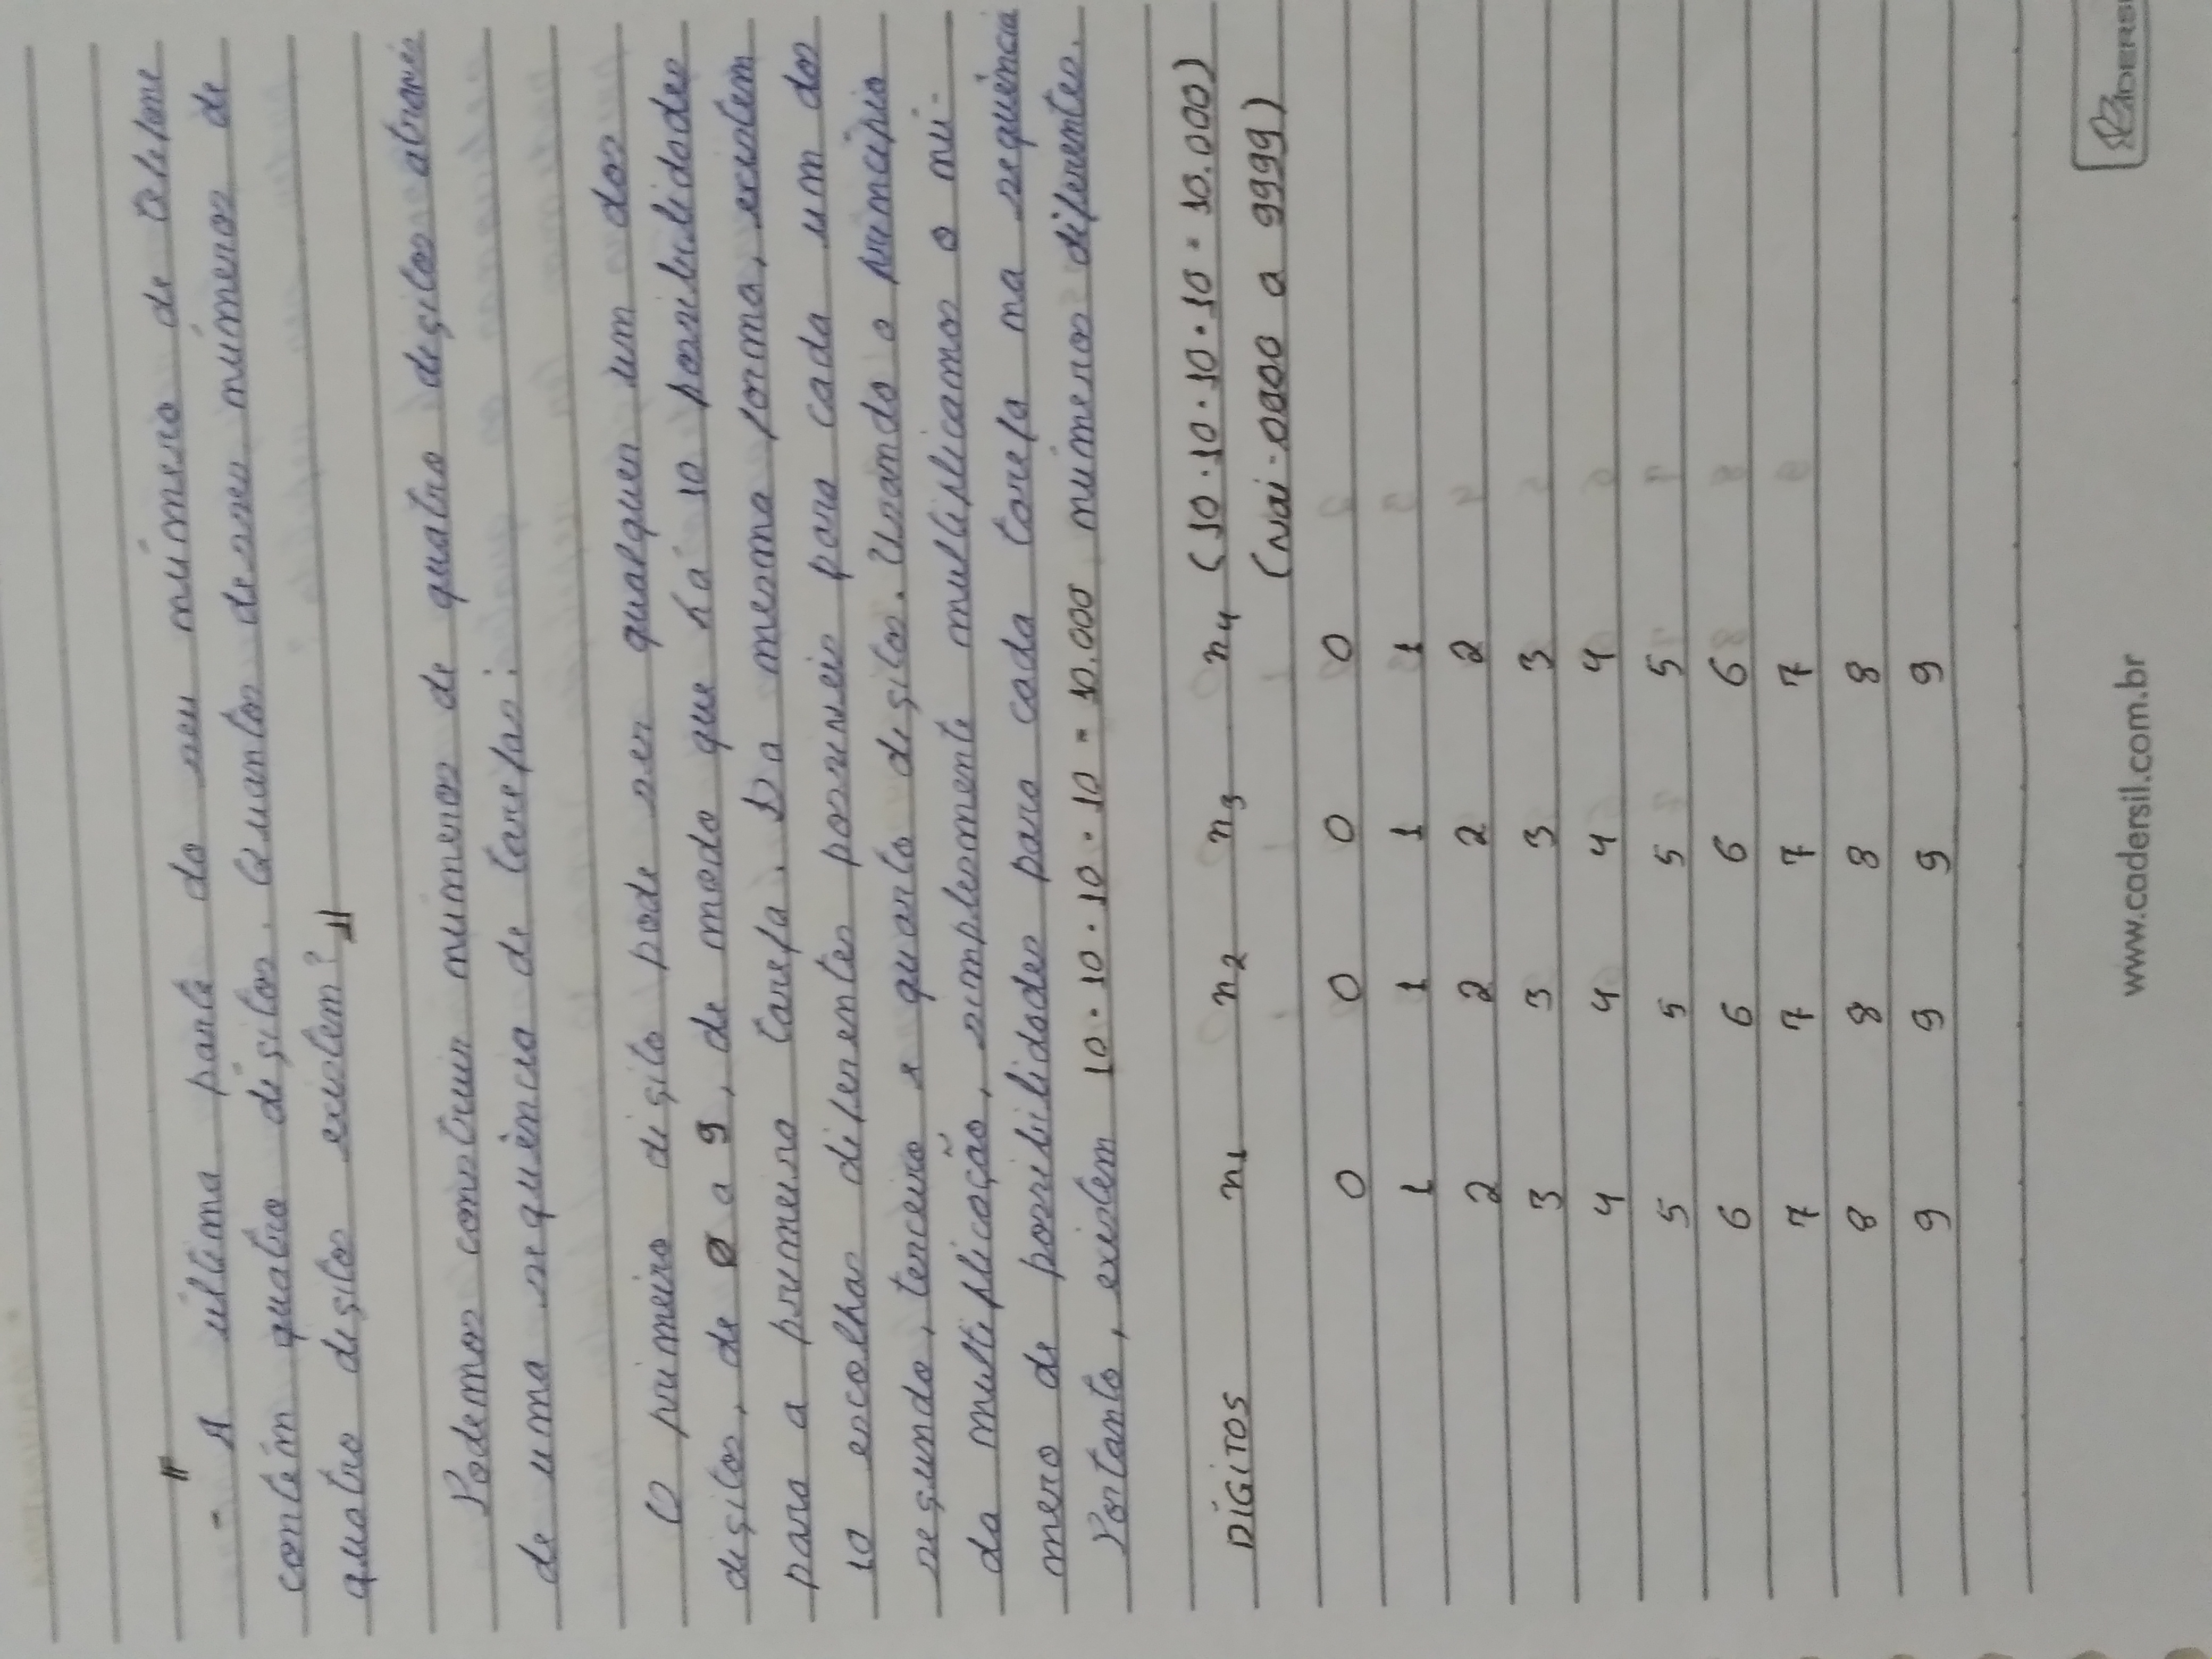 - "A última parte do seu número de telefone
contém quatro dígitos. Quantos desses números de
quatro dígitos existem?"
Podemos construir números de quatro dígitos através
de uma sequência de tarefas:
O primeiro dígito pode ser qualquer um dos
dígitos, de 0 a 9, de modo que há 10 possibilidades
para a primeira tarefa. Da mesma forma, existem
10 escolhas diferentes possíveis para cada um dos
segundo, terceiro e quarto dígitos. Usando o princípio
da multiplicação, simplesmente multiplicamos o nú-
mero de possibilidades para cada tarefa na sequência
Portanto, existem 10 · 10 · 10 · 10 = 10.000 números diferentes.
DÍGITOS n1 n2 n3 n4 (10 · 10 · 10 · 10 = 10.000)
(Vai · 0000 a 9999)
0 0 0 0
1 1 1 1
2 2 2 2
3 3 3 3
4 4 4 4
5 5 5 5
6 6 6 6
7 7 7 7
8 8 8 8
9 9 9 9
www.cadersil.com.br